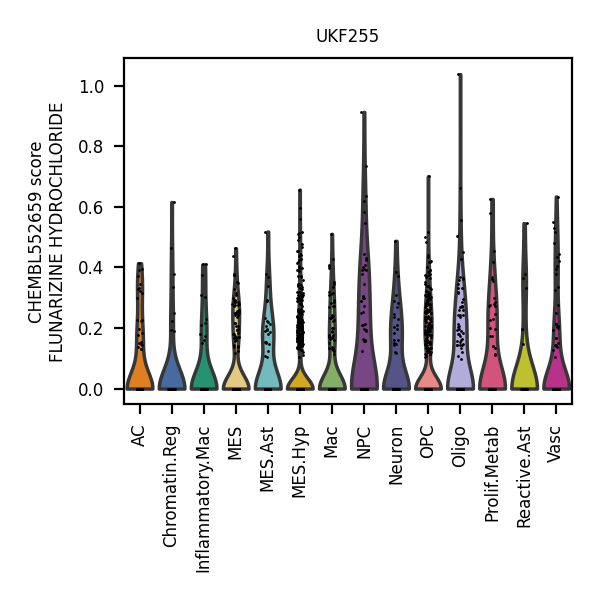 UKF255
CHEMBL552659 score
FLUNARIZINE HYDROCHLORIDE
1.0
0.8
0.6
0.4
0.2
0.0
AC
Chromatin.Reg
Inflammatory.Mac
MES
MES.Ast
MES.Hyp
Mac
NPC
Neuron
OPC
Oligo
Prolif.Metab
Reactive.Ast
Vasc